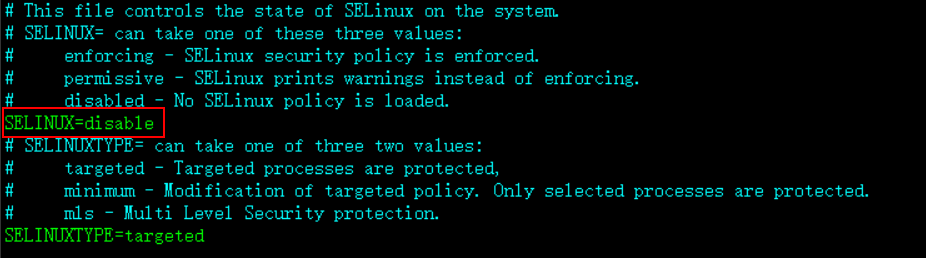 # This file controls the state of SELinux on the system.
# SELINUX= can take one of these three values:
#     enforcing - SELinux security policy is enforced.
#     permissive - SELinux prints warnings instead of enforcing.
#     disabled - No SELinux policy is loaded.
SELINUX=disable
# SELINUXTYPE= can take one of three two values:
#     targeted - Targeted processes are protected,
#     minimum - Modification of targeted policy. Only selected processes are protected.
#     mls - Multi Level Security protection.
SELINUXTYPE=targeted